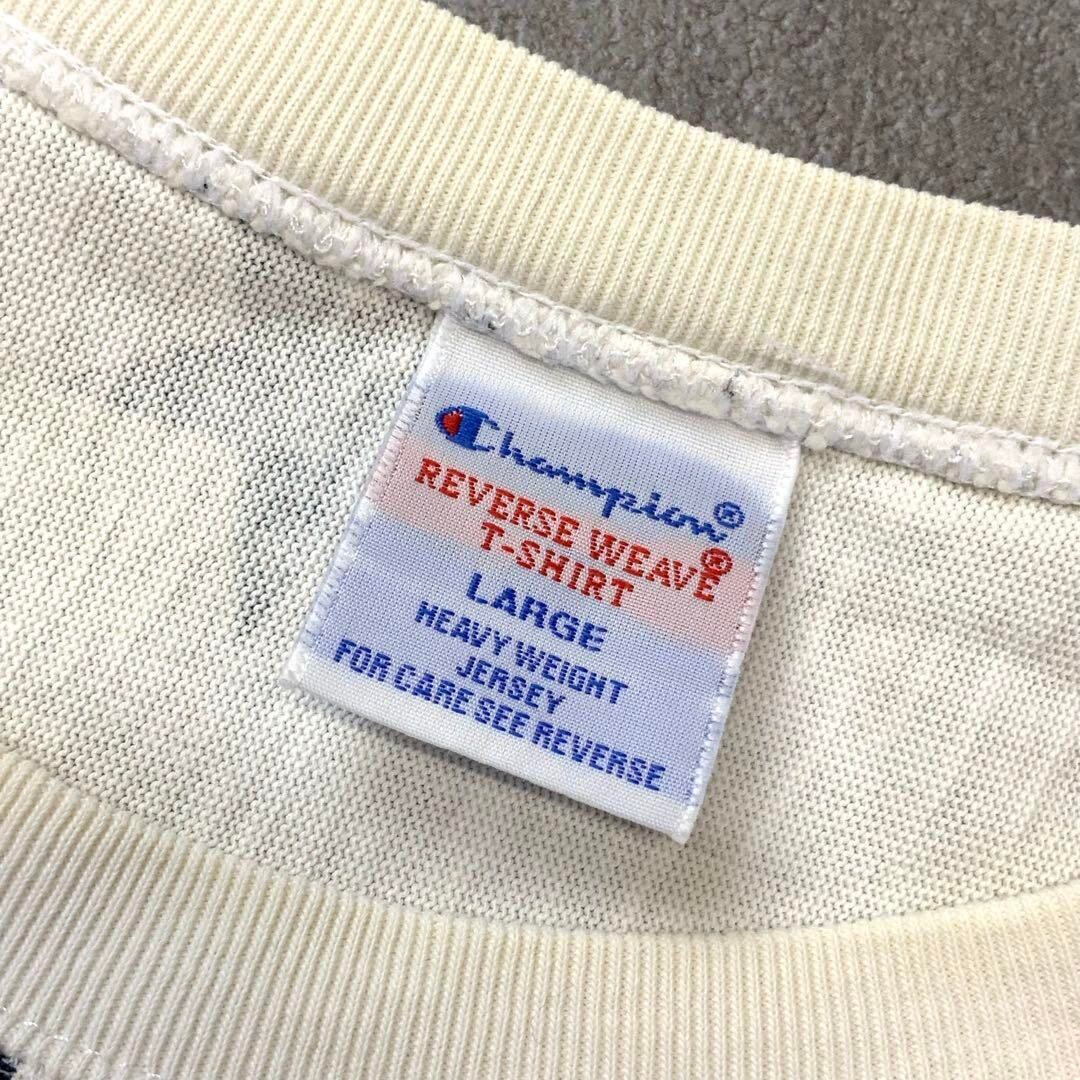 Champion®
REVERSE WEAVE®
T-SHIRT
LARGE
HEAVY WEIGHT
JERSEY
FOR CARE SEE REVERSE